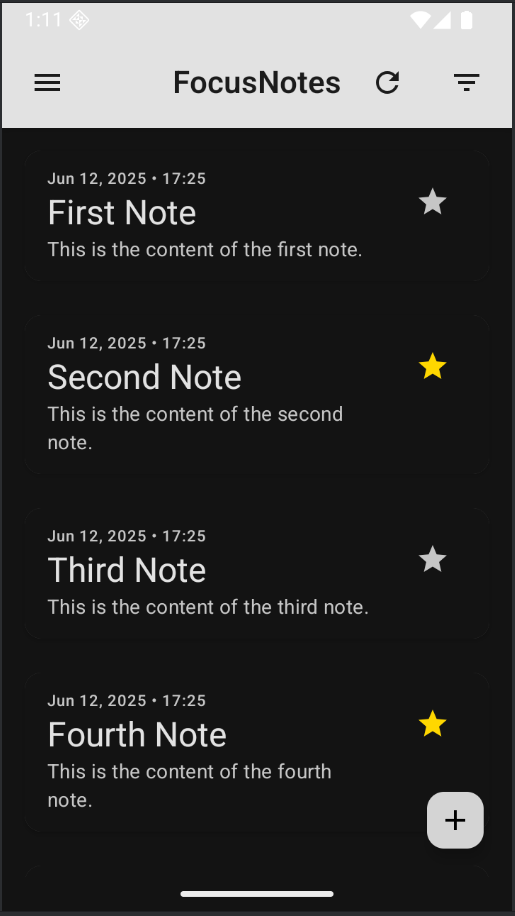 1:11
FocusNotes
Jun 12, 2025 • 17:25
First Note
This is the content of the first note.
Jun 12, 2025 • 17:25
Second Note
This is the content of the second
note.
Jun 12, 2025 • 17:25
Third Note
This is the content of the third note.
Jun 12, 2025 • 17:25
Fourth Note
This is the content of the fourth
note.